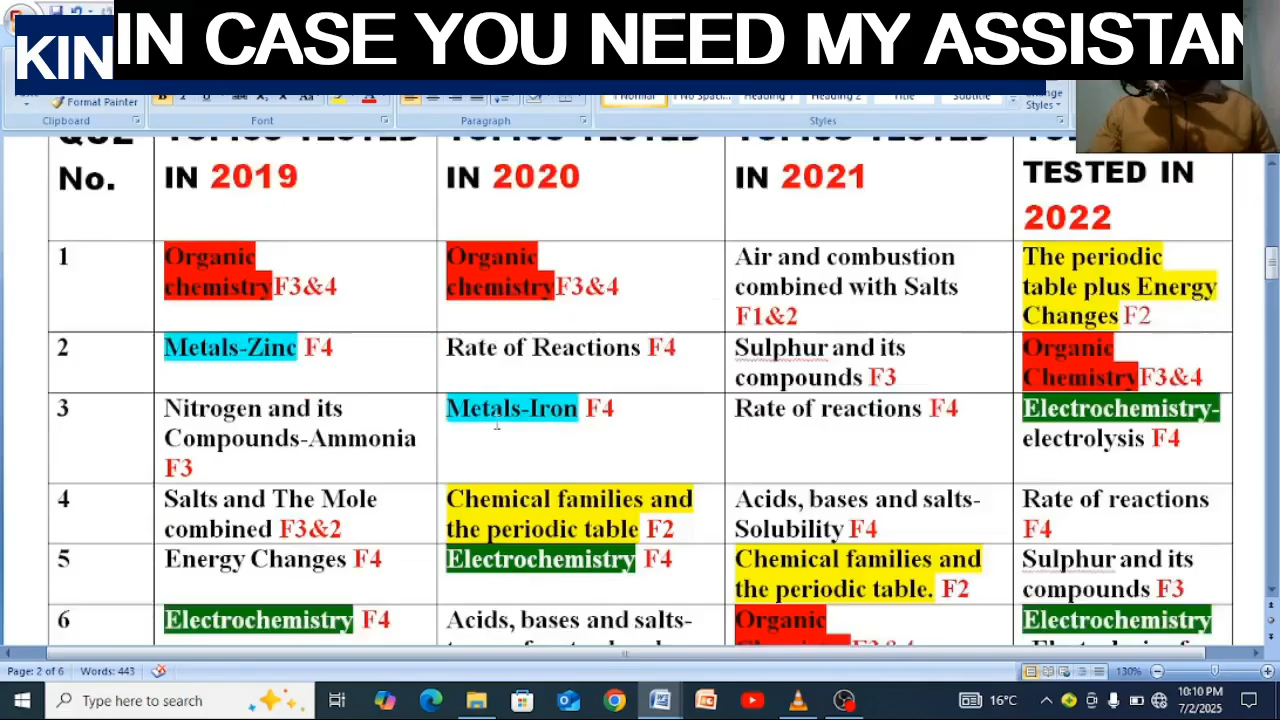 KIN IN CASE YOU NEED MY ASSISTAN
Format Painter
Normal
Heading 1
Heading 2
Title
Subtitle
Change
Styles
Clipboard
Font
Paragraph
Styles
No.
IN 2019
IN 2020
IN 2021
TESTED IN
2022
1
Organic
chemistryF3&4
Organic
chemistryF3&4
Air and combustion
combined with Salts
F1&2
The periodic
table plus Energy
Changes F2
2
Metals-Zinc F4
Rate of Reactions F4
Sulphur and its
compounds F3
Organic
ChemistryF3&4
3
Nitrogen and its
Compounds-Ammonia
F3
Metals-Iron F4
Rate of reactions F4
Electrochemistry-
electrolysis F4
4
Salts and The Mole
combined F3&2
Chemical families and
the periodic table F2
Acids, bases and salts-
Solubility F4
Rate of reactions
F4
5
Energy Changes F4
Electrochemistry F4
Chemical families and
the periodic table. F2
Sulphur and its
compounds F3
6
Electrochemistry F4
Acids, bases and salts-
Organic
Electrochemistry
Page: 2 of 6
Words: 443
130%
Type here to search
16°C
10:10 PM
7/2/2025